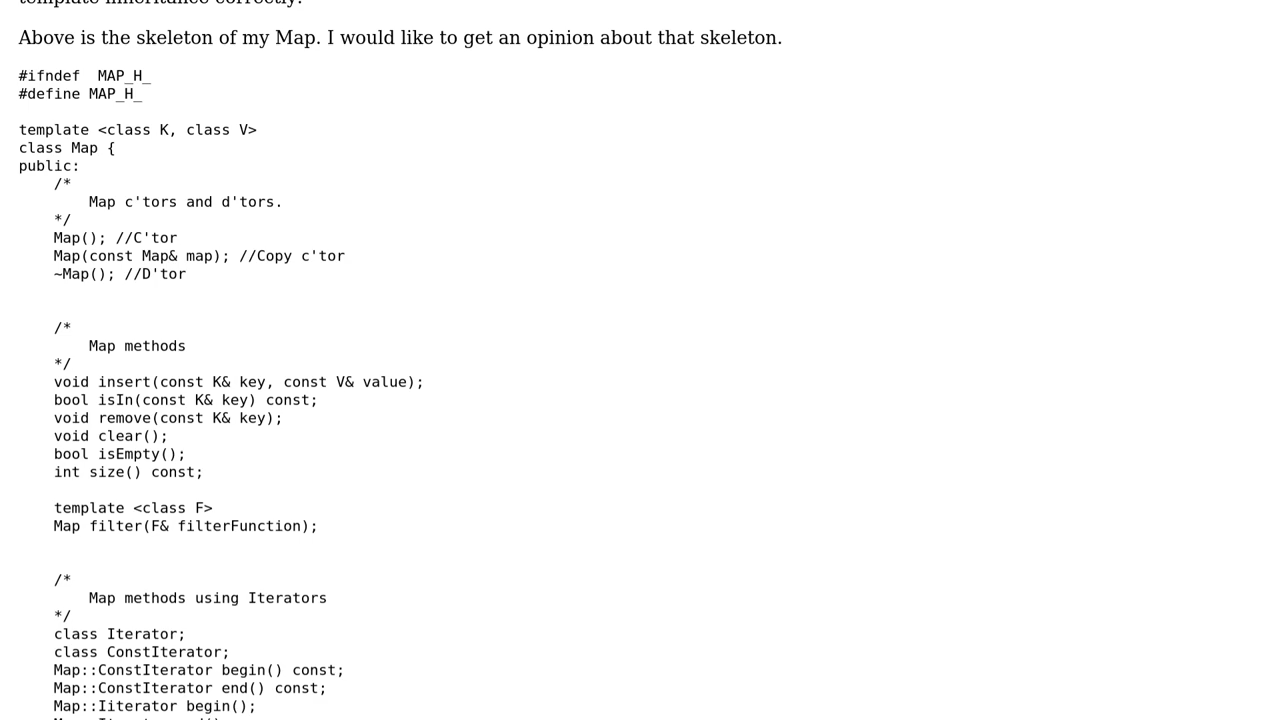 template inheritance correctly.
Above is the skeleton of my Map. I would like to get an opinion about that skeleton.
#ifndef  MAP_H_
#define MAP_H_
template <class K, class V>
class Map {
public:
    /*
        Map c'tors and d'tors.
    */
    Map(); //C'tor
    Map(const Map& map); //Copy c'tor
    ~Map(); //D'tor
    /*
        Map methods
    */
    void insert(const K& key, const V& value);
    bool isIn(const K& key) const;
    void remove(const K& key);
    void clear();
    bool isEmpty();
    int size() const;
    template <class F>
    Map filter(F& filterFunction);
    /*
        Map methods using Iterators
    */
    class Iterator;
    class ConstIterator;
    Map::ConstIterator begin() const;
    Map::ConstIterator end() const;
    Map::Iiterator begin();